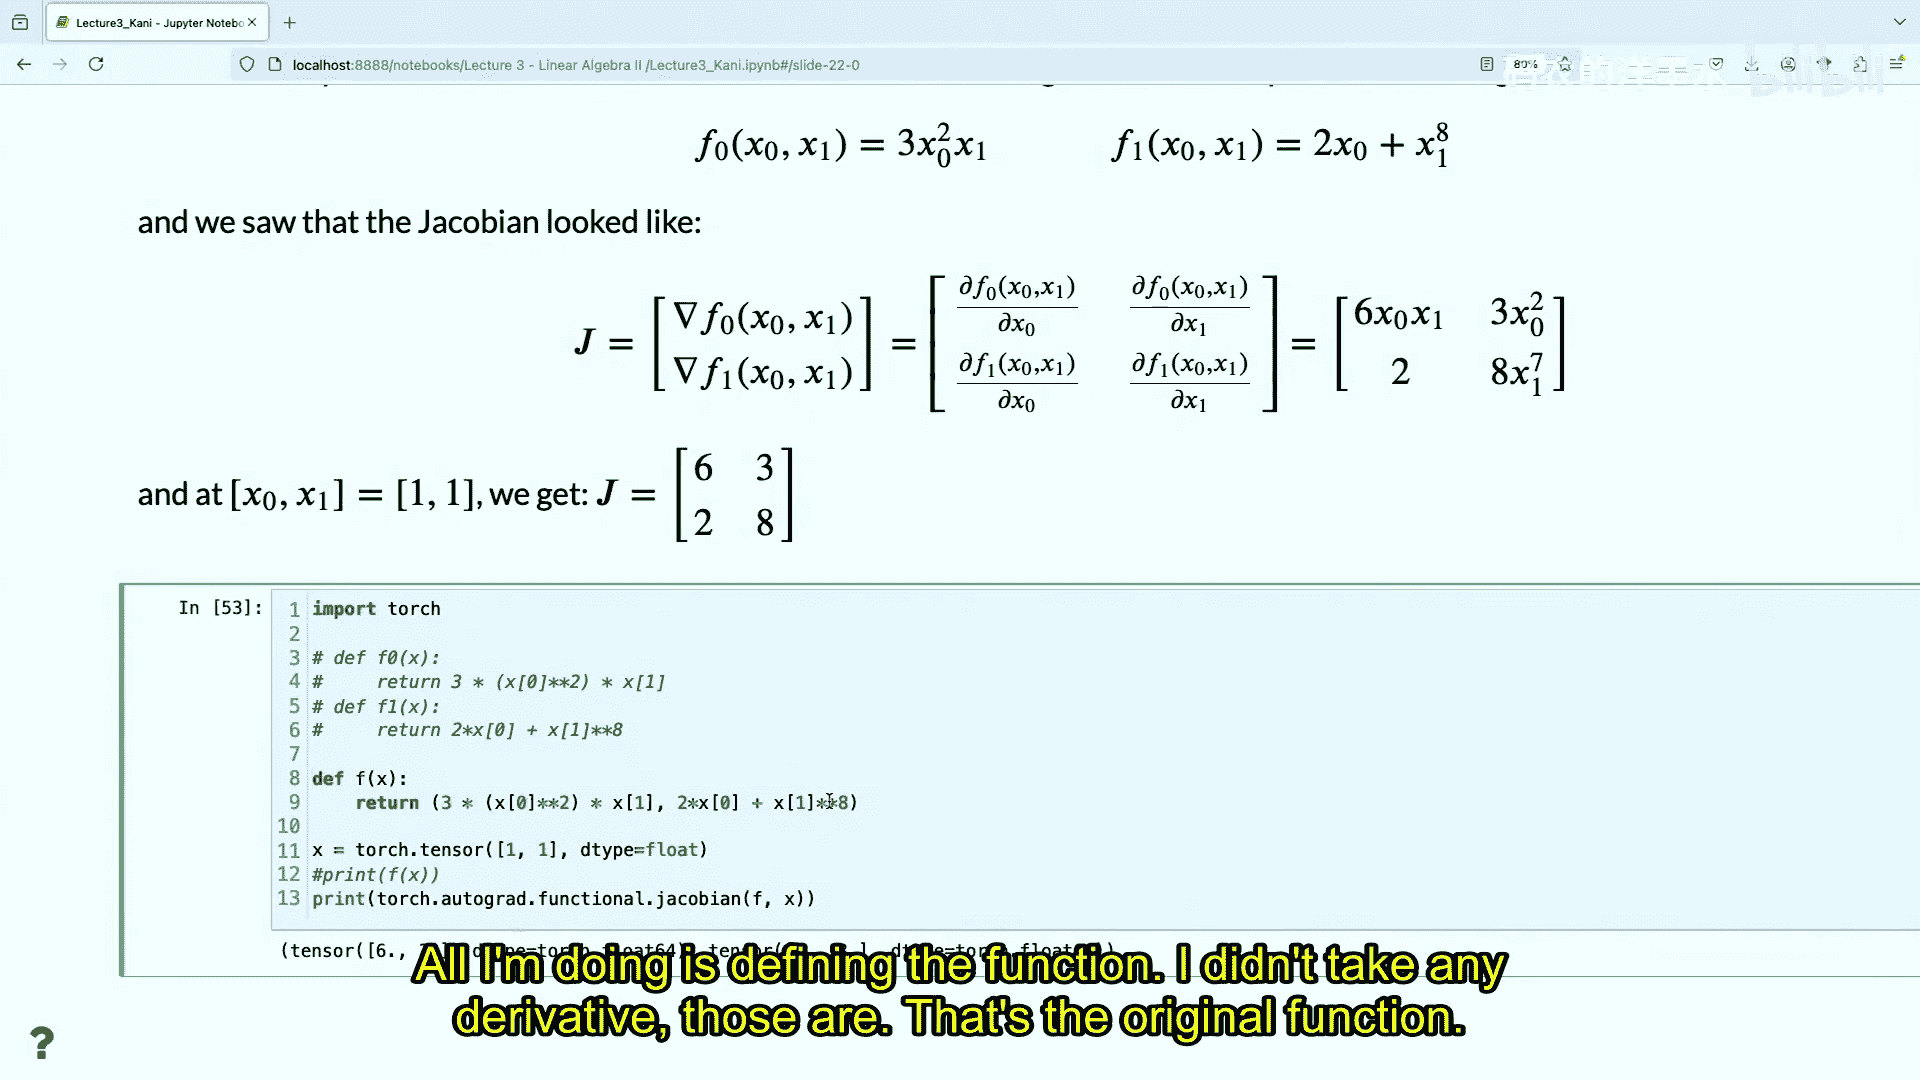 Lecture3_Kani - Jupyter Notebo
localhost:8888/notebooks/Lecture 3 - Linear Algebra II /Lecture3_Kani.ipynb#/slide-22-0
80%
bilibili
f₀(x₀, x₁) = 3x₀²x₁ f₁(x₀, x₁) = 2x₀ + x₁⁸
and we saw that the Jacobian looked like:
J = [∇f₀(x₀, x₁) ; ∇f₁(x₀, x₁)] = [∂f₀(x₀,x₁)/∂x₀ ∂f₀(x₀,x₁)/∂x₁ ; ∂f₁(x₀,x₁)/∂x₀ ∂f₁(x₀,x₁)/∂x₁] = [6x₀x₁ 3x₀² ; 2 8x₁⁷]
and at [x₀, x₁] = [1, 1], we get: J = [6 3 ; 2 8]
In [53]:
1 import torch
2
3 # def f0(x):
4 #     return 3 * (x[0]**2) * x[1]
5 # def f1(x):
6 #     return 2*x[0] + x[1]**8
7
8 def f(x):
9     return (3 * (x[0]**2) * x[1], 2*x[0] + x[1]**8)
10
11 x = torch.tensor([1, 1], dtype=float)
12 #print(f(x))
13 print(torch.autograd.functional.jacobian(f, x))
(tensor([6.,
All I'm doing is defining the function. I didn't take any
derivative, those are. That's the original function.
?